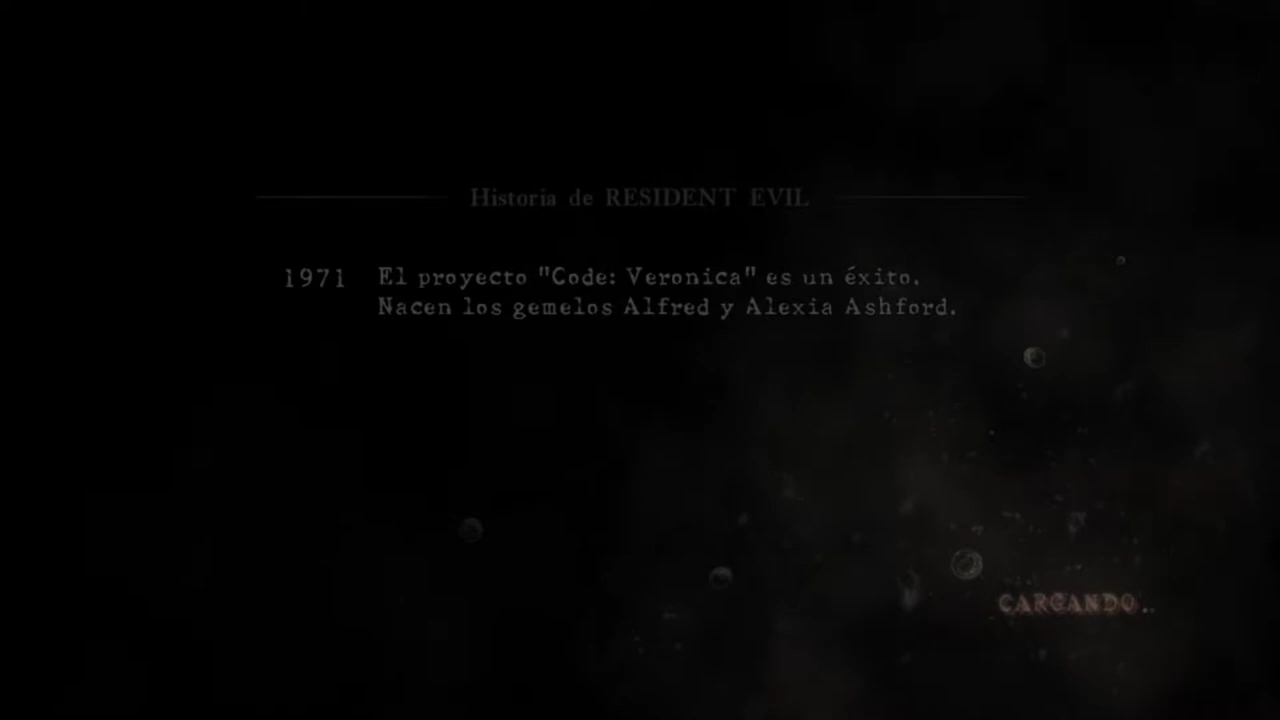 Historia de RESIDENT EVIL
1971 El proyecto "Code: Veronica" es un éxito.
Nacen los gemelos Alfred y Alexia Ashford.
CARGANDO..